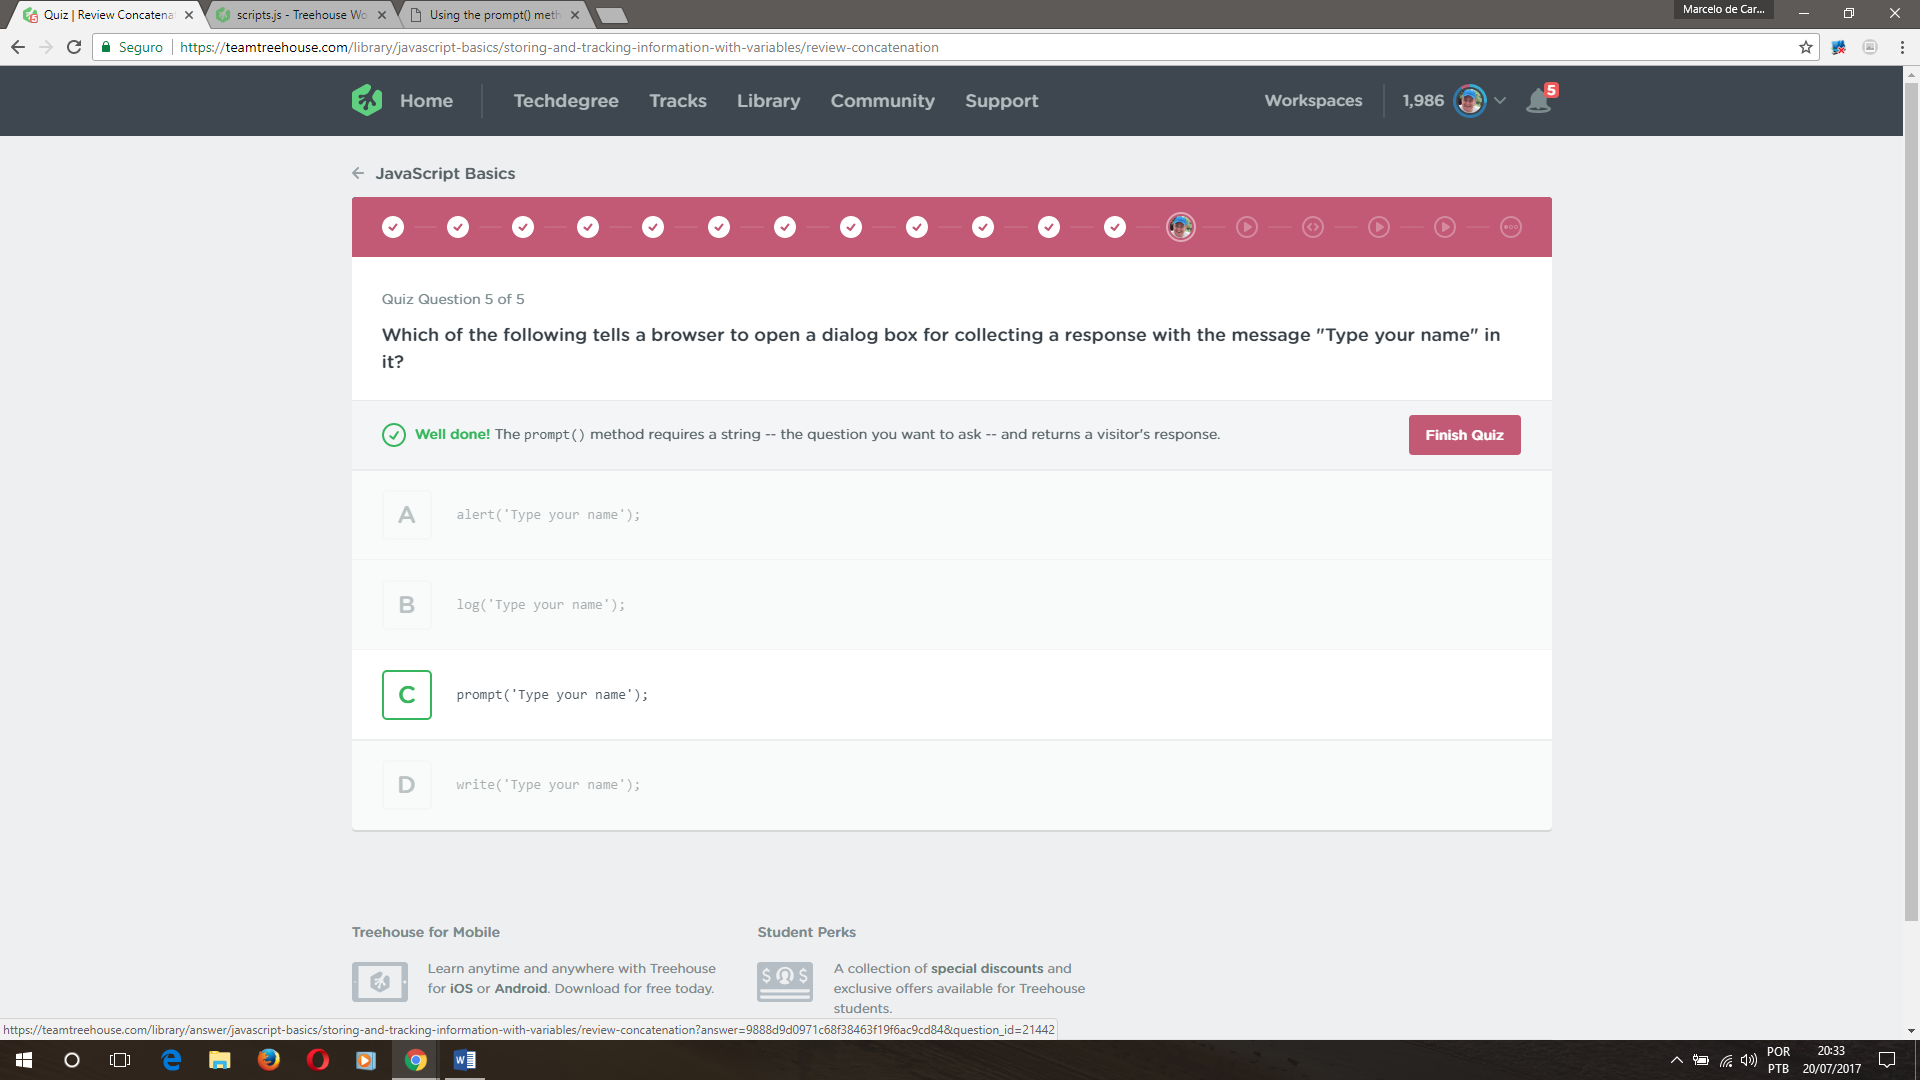 Quiz | Review Concatena
scripts.js - Treehouse Wo
Using the prompt() meth
Marcelo de Car...
Seguro
https://teamtreehouse.com/library/javascript-basics/storing-and-tracking-information-with-variables/review-concatenation
Home
Techdegree
Tracks
Library
Community
Support
Workspaces
1,986
5
JavaScript Basics
Quiz Question 5 of 5
Which of the following tells a browser to open a dialog box for collecting a response with the message "Type your name" in
it?
Well done! The prompt() method requires a string -- the question you want to ask -- and returns a visitor's response.
Finish Quiz
A
alert('Type your name');
B
log('Type your name');
C
prompt('Type your name');
D
write('Type your name');
Treehouse for Mobile
Learn anytime and anywhere with Treehouse
for iOS or Android. Download for free today.
Student Perks
A collection of special discounts and
exclusive offers available for Treehouse
students.
https://teamtreehouse.com/library/answer/javascript-basics/storing-and-tracking-information-with-variables/review-concatenation?answer=9888d9d0971c68f38463f19f6ac9cd84&question_id=21442
POR
PTB
20:33
20/07/2017